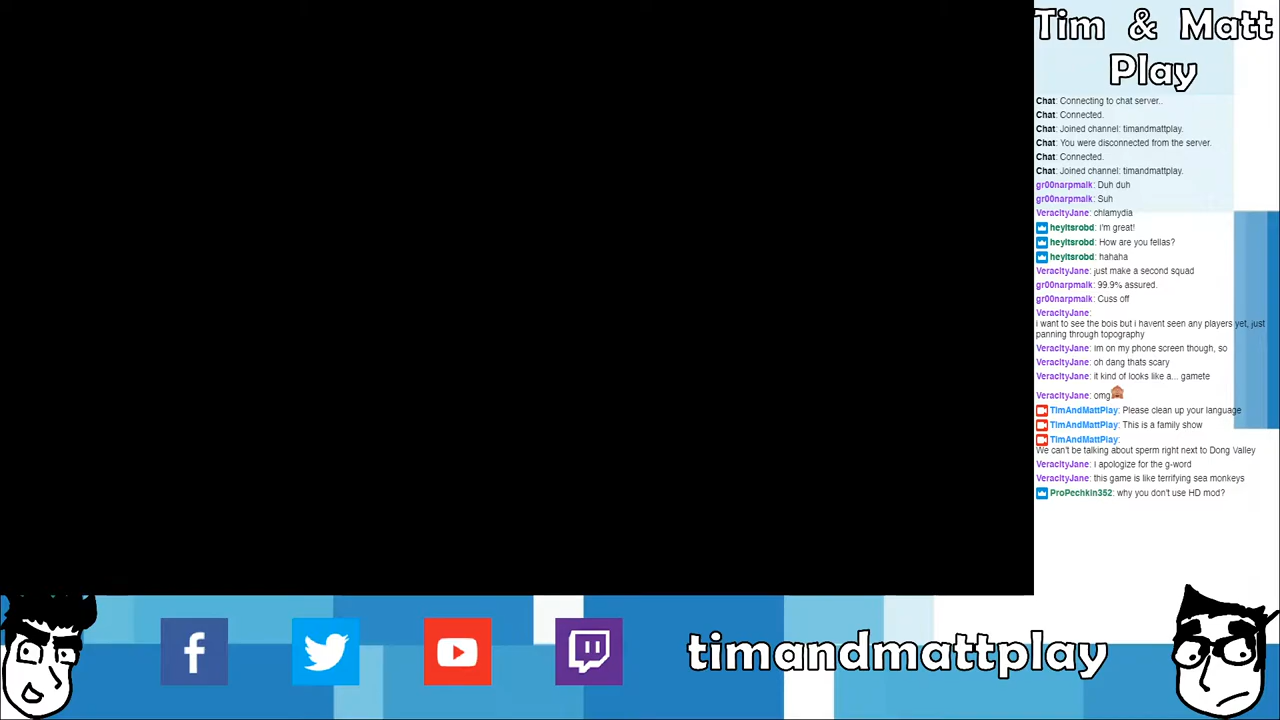 Tim & Matt
Play
Chat: Connecting to chat server..
Chat: Connected.
Chat: Joined channel: timandmattplay.
Chat: You were disconnected from the server.
Chat: Connected.
Chat: Joined channel: timandmattplay.
gr00narpmalk: Duh duh
gr00narpmalk: Suh
VeracityJane: chlamydia
heyitsrobd: i'm great!
heyitsrobd: How are you fellas?
heyitsrobd: hahaha
VeracityJane: just make a second squad
gr00narpmalk: 99.9% assured.
gr00narpmalk: Cuss off
VeracityJane:
i want to see the bois but i havent seen any players yet, just
panning through topography
VeracityJane: im on my phone screen though, so
VeracityJane: oh dang thats scary
VeracityJane: it kind of looks like a... gamete
VeracityJane: omg
TimAndMattPlay: Please clean up your language
TimAndMattPlay: This is a family show
TimAndMattPlay:
We can't be talking about sperm right next to Dong Valley
VeracityJane: i apologize for the g-word
VeracityJane: this game is like terrifying sea monkeys
ProPechkin352: why you don't use HD mod?
timandmattplay